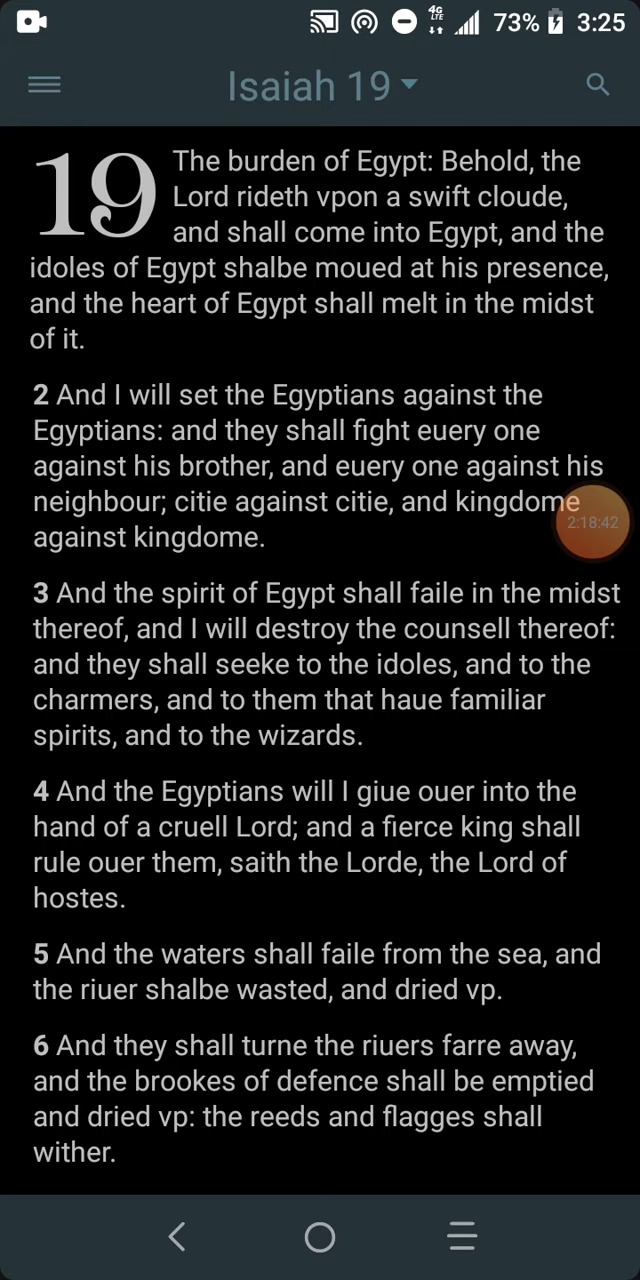 4G
LTE
73%
3:25
Isaiah 19
19
The burden of Egypt: Behold, the
Lord rideth vpon a swift cloude,
and shall come into Egypt, and the
idoles of Egypt shalbe moued at his presence,
and the heart of Egypt shall melt in the midst
of it.
2 And I will set the Egyptians against the
Egyptians: and they shall fight euery one
against his brother, and euery one against his
neighbour; citie against citie, and kingdome
against kingdome.
2:18:42
3 And the spirit of Egypt shall faile in the midst
thereof, and I will destroy the counsell thereof:
and they shall seeke to the idoles, and to the
charmers, and to them that haue familiar
spirits, and to the wizards.
4 And the Egyptians will I giue ouer into the
hand of a cruell Lord; and a fierce king shall
rule ouer them, saith the Lorde, the Lord of
hostes.
5 And the waters shall faile from the sea, and
the riuer shalbe wasted, and dried vp.
6 And they shall turne the riuers farre away,
and the brookes of defence shall be emptied
and dried vp: the reeds and flagges shall
wither.